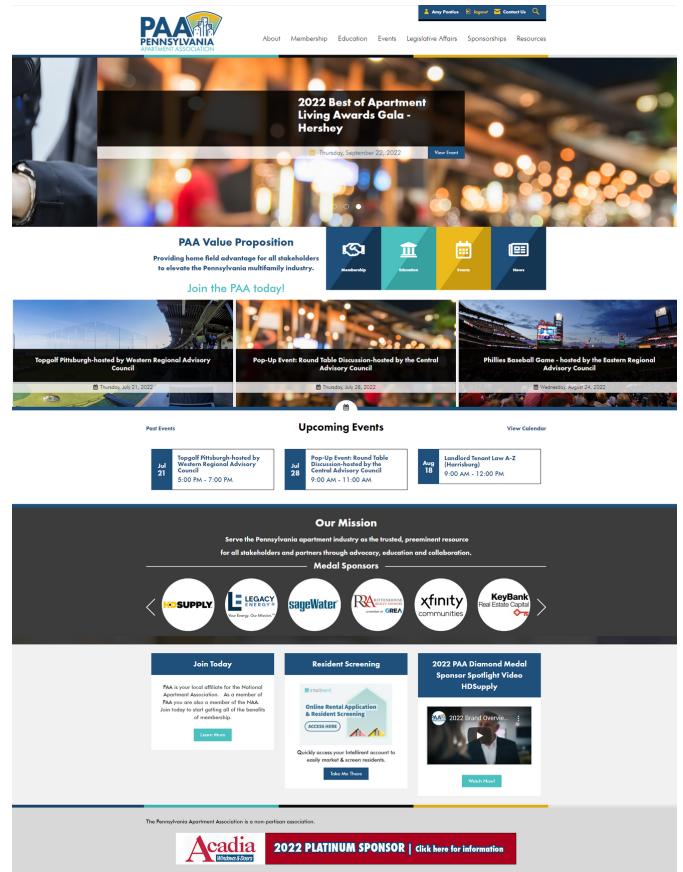 Amy Pontius logout Contact Us
PAA
PENNSYLVANIA
APARTMENT ASSOCIATION
About Membership Education Events Legislative Affairs Sponsorships Resources
2022 Best of Apartment
Living Awards Gala -
Hershey
Thursday, September 22, 2022
View Event
PAA Value Proposition
Providing home field advantage for all stakeholders
to elevate the Pennsylvania multifamily industry.
Join the PAA today!
Membership
Education
Events
News
Topgolf Pittsburgh-hosted by Western Regional Advisory
Council
Thursday, July 21, 2022
Pop-Up Event: Round Table Discussion-hosted by the Central
Advisory Council
Thursday, July 28, 2022
Phillies Baseball Game - hosted by the Eastern Regional
Advisory Council
Wednesday, August 24, 2022
Past Events
Upcoming Events
View Calendar
Jul
21
Topgolf Pittsburgh-hosted by
Western Regional Advisory
Council
5:00 PM - 7:00 PM
Jul
28
Pop-Up Event: Round Table
Discussion-hosted by the
Central Advisory Council
9:00 AM - 11:00 AM
Aug
18
Landlord Tenant Law A-Z
(Harrisburg)
9:00 AM - 12:00 PM
Our Mission
Serve the Pennsylvania apartment industry as the trusted, preeminent resource
for all stakeholders and partners through advocacy, education and collaboration.
Medal Sponsors
HDSUPPLY
LEGACY
ENERGY
Your Energy. Our Mission.
sageWater
RRA
RITTENHOUSE
REALTY ADVISORS
GREA
xfinity
communities
KeyBank
Real Estate Capital
Join Today
PAA is your local affiliate for the National
Apartment Association. As a member of
PAA you are also a member of the NAA.
Join today to start getting all of the benefits
of membership.
Learn More
Resident Screening
intellirent
Online Rental Application
& Resident Screening
ACCESS HERE
Quickly access your Intellirent account to
easily market & screen residents.
Take Me There
2022 PAA Diamond Medal
Sponsor Spotlight Video
HDSupply
PAA
2022 Brand Overvie...
Watch Now!
The Pennsylvania Apartment Association is a non-partisan association.
Acadia
Windows & Doors
2022 PLATINUM SPONSOR | Click here for information